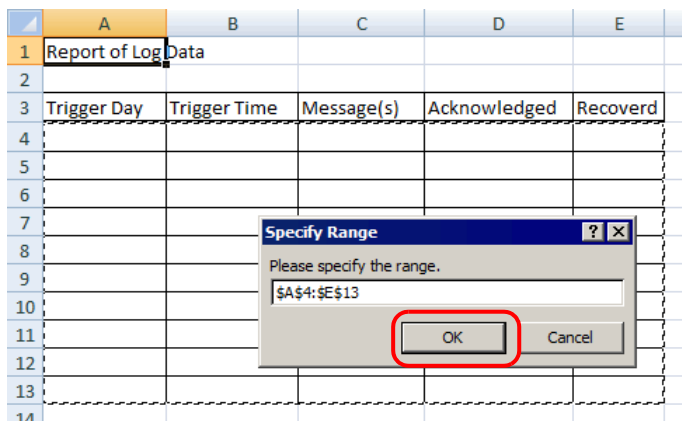 A B C D E
1 Report of Log Data
2
3 Trigger Day Trigger Time Message(s) Acknowledged Recoverd
4
5
6
7
Specify Range
8
Please specify the range.
9
$A$4:$E$13
10
11 OK Cancel
12
13
14